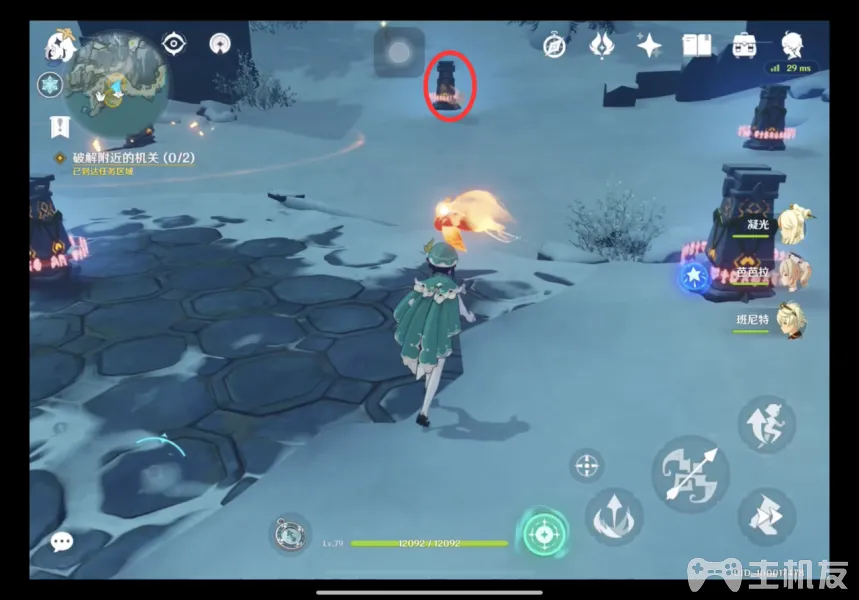 29 ms
破解附近的机关 (0/2)
已到达任务区域
凝光
芭芭拉
班尼特
Lv.79
12092 / 12092
主机友